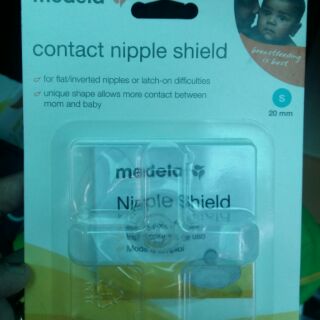 medela
contact nipple shield
for flat/inverted nipples or latch-on difficulties
unique shape allows more contact between
mom and baby
breastfeeding
is best
S
20 mm
medela
Nipple Shield
use